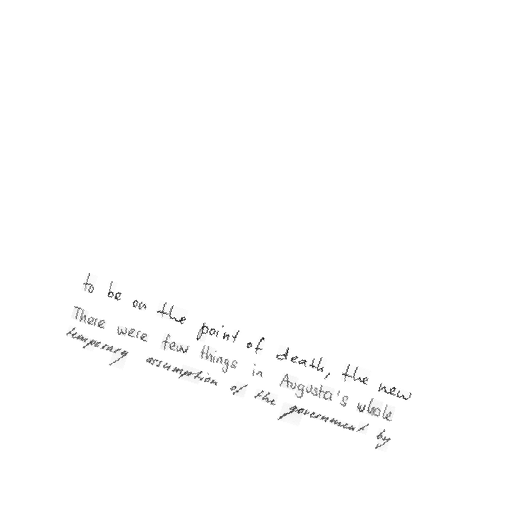 to be on the point of death, the new
There were few things in Augusta's whole
temporary assumption of the government by